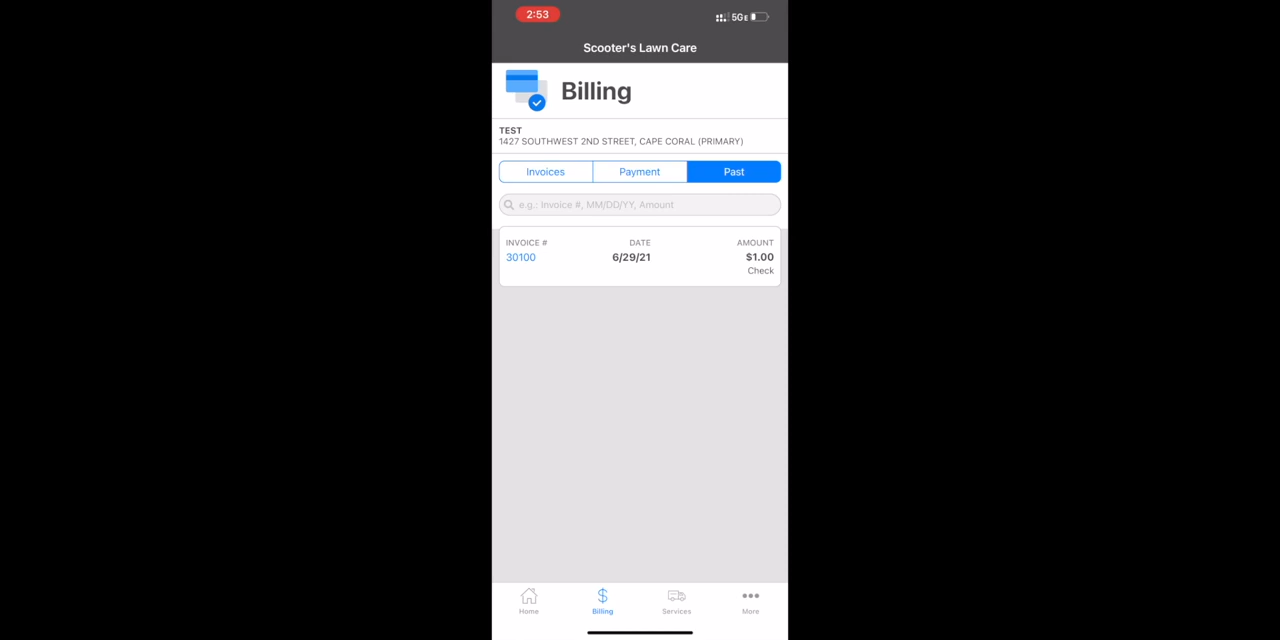 2:53
5GE
Scooter's Lawn Care
Billing
TEST
1427 SOUTHWEST 2ND STREET, CAPE CORAL (PRIMARY)
Invoices Payment Past
e.g.: Invoice #, MM/DD/YY, Amount
INVOICE # DATE AMOUNT
30100 6/29/21 $1.00
Check
Home Billing Services More